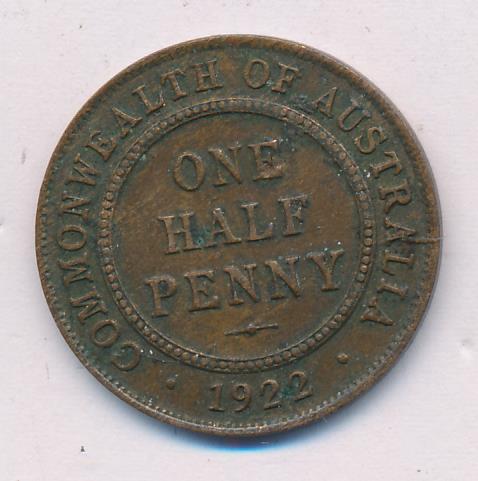 COMMONWEALTH OF AUSTRALIA
ONE
HALF
PENNY
· 1922 ·